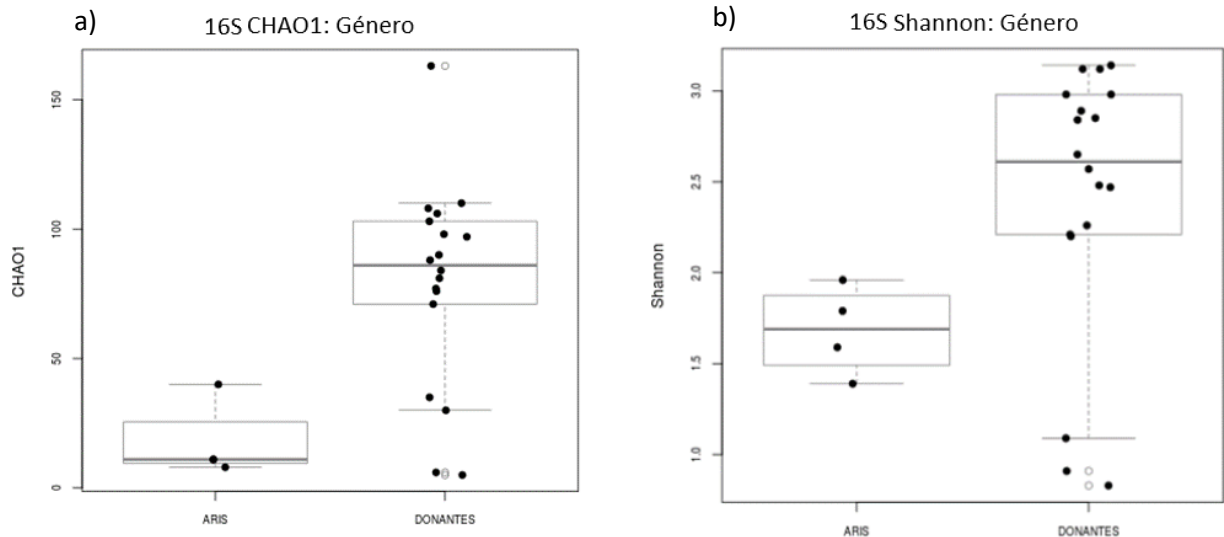 a)
16S CHAO1: Género
CHAO1
150
100
50
0
ARIS
DONANTES
b)
16S Shannon: Género
Shannon
3.0
2.5
2.0
1.5
1.0
ARIS
DONANTES